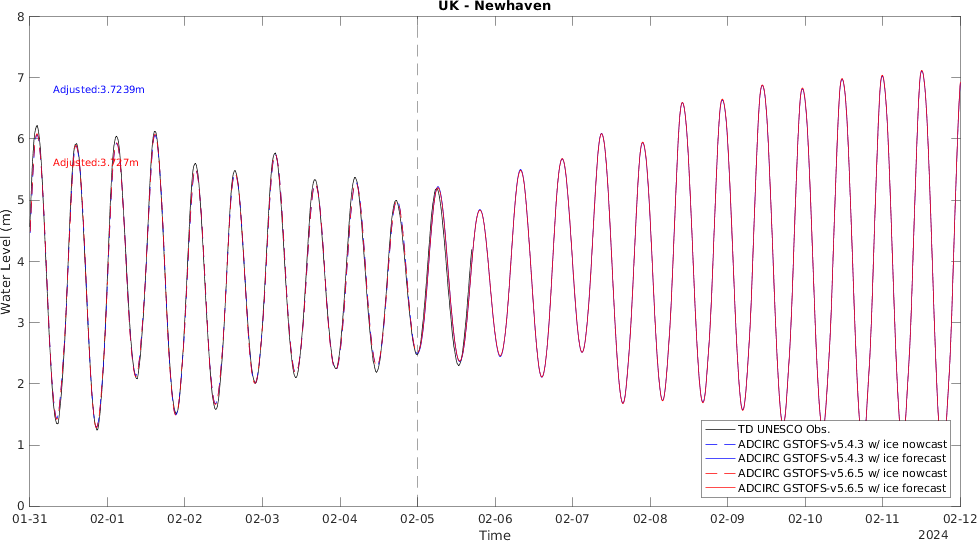 UK - Newhaven
8
7
6
5
4
3
2
1
0
Water Level (m)
Adjusted:3.7239m
Adjusted:3.727m
TD UNESCO Obs.
ADCIRC GSTOFS-v5.4.3 w/ ice nowcast
ADCIRC GSTOFS-v5.4.3 w/ ice forecast
ADCIRC GSTOFS-v5.6.5 w/ ice nowcast
ADCIRC GSTOFS-v5.6.5 w/ ice forecast
01-31 02-01 02-02 02-03 02-04 02-05 02-06 02-07 02-08 02-09 02-10 02-11 02-12
Time
2024